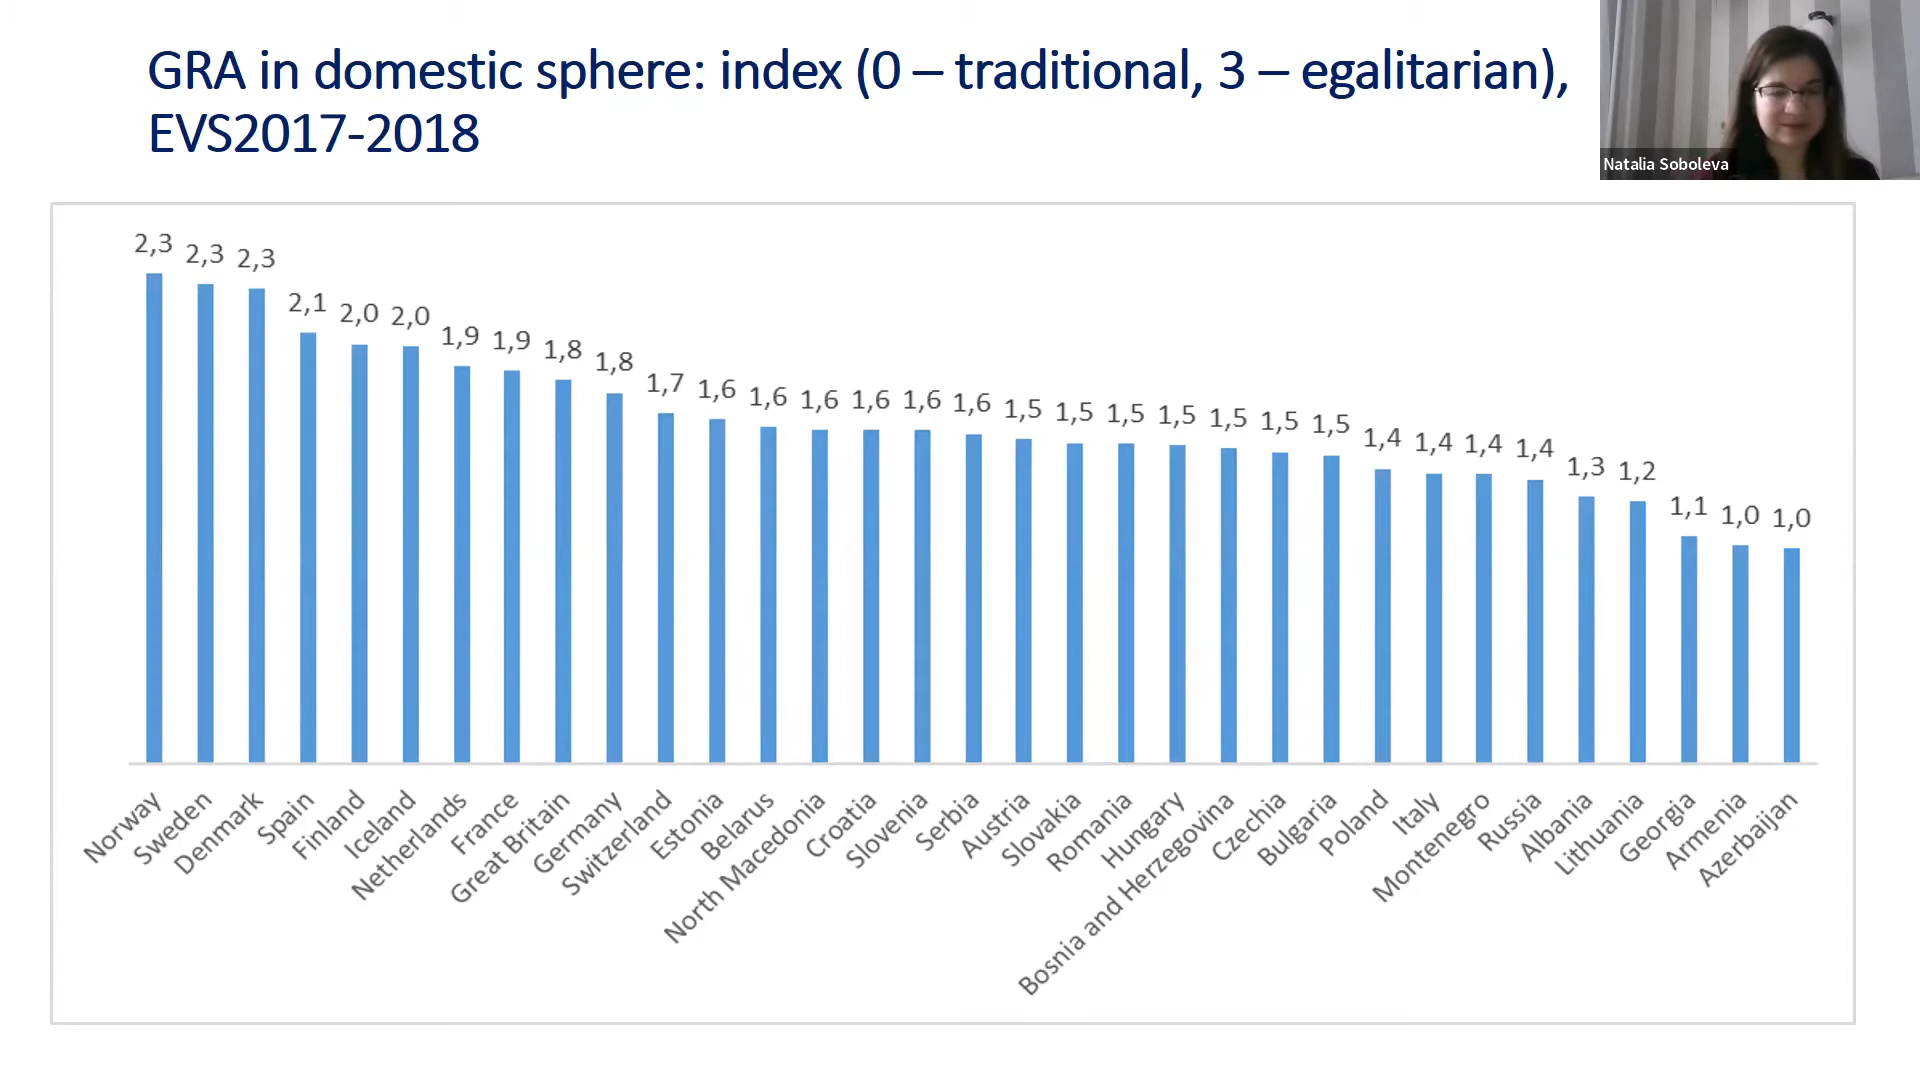 GRA in domestic sphere: index (0 – traditional, 3 – egalitarian),
EVS2017-2018
Natalia Soboleva
2,3
2,3
2,3
2,1
2,0
2,0
1,9
1,9
1,8
1,8
1,7
1,6
1,6
1,6
1,6
1,6
1,6
1,5
1,5
1,5
1,5
1,5
1,5
1,5
1,4
1,4
1,4
1,4
1,3
1,2
1,1
1,0
1,0
Norway
Sweden
Denmark
Spain
Finland
Iceland
Netherlands
France
Great Britain
Germany
Switzerland
Estonia
Belarus
North Macedonia
Croatia
Slovenia
Serbia
Austria
Slovakia
Romania
Hungary
Bosnia and Herzegovina
Czechia
Bulgaria
Poland
Italy
Montenegro
Russia
Albania
Lithuania
Georgia
Armenia
Azerbaijan